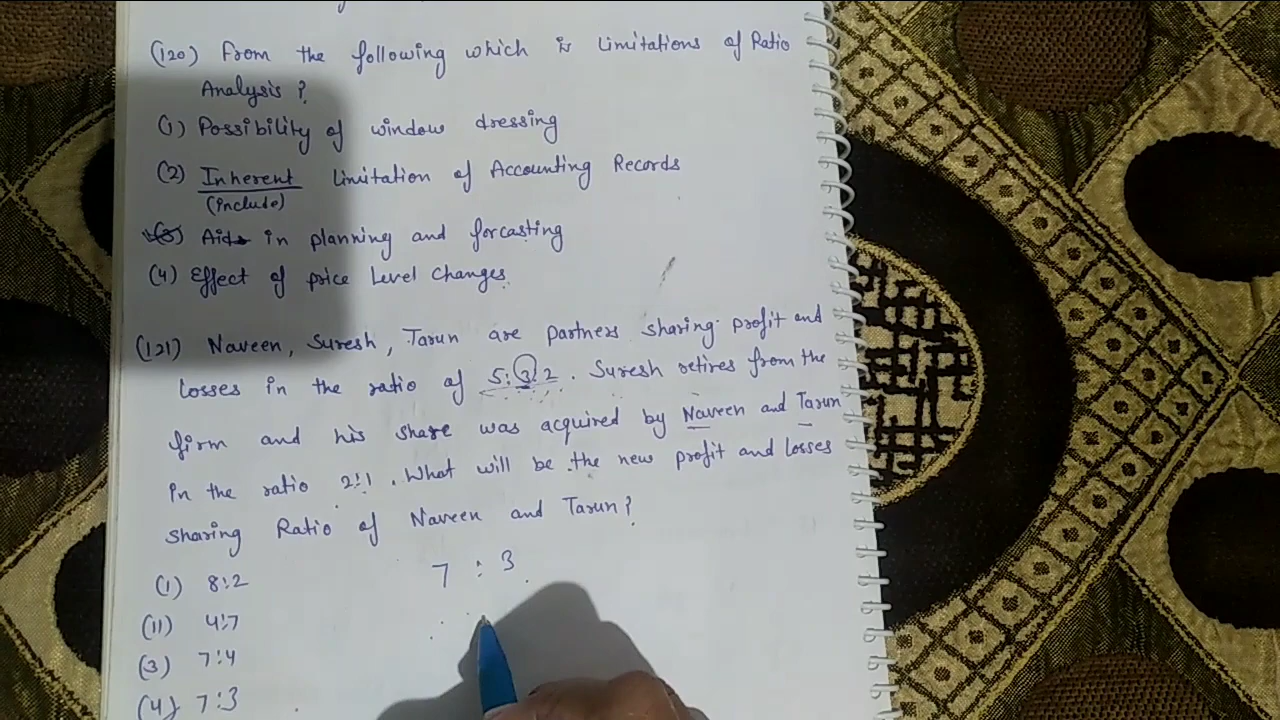 (120) From the following which is Limitations of Ratio
Analysis ?
(1) Possibility of window dressing
(2) Inherent Limitation of Accounting Records
(include)
(3) Aids in planning and forcasting
(4) Effect of price Level changes.
(121) Naveen, Suresh, Tarun are partners sharing profit and
losses in the ratio of 5:3:2. Suresh retires from the
firm and his share was acquired by Naveen and Tarun
in the ratio 2:1. What will be the new profit and losses
sharing Ratio of Naveen and Tarun?
7 : 3
(1) 8:2
(11) 4:7
(3) 7:4
(4) 7:3